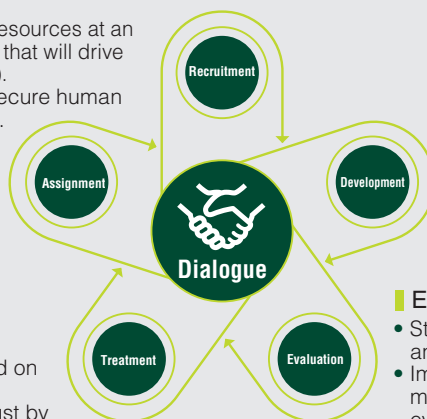 esources at an
that will drive
).
ecure human
.
Recruitment
Assignment
Development
Dialogue
Treatment
Evaluation
E
• St
ar
• Im
m
d on
ust by